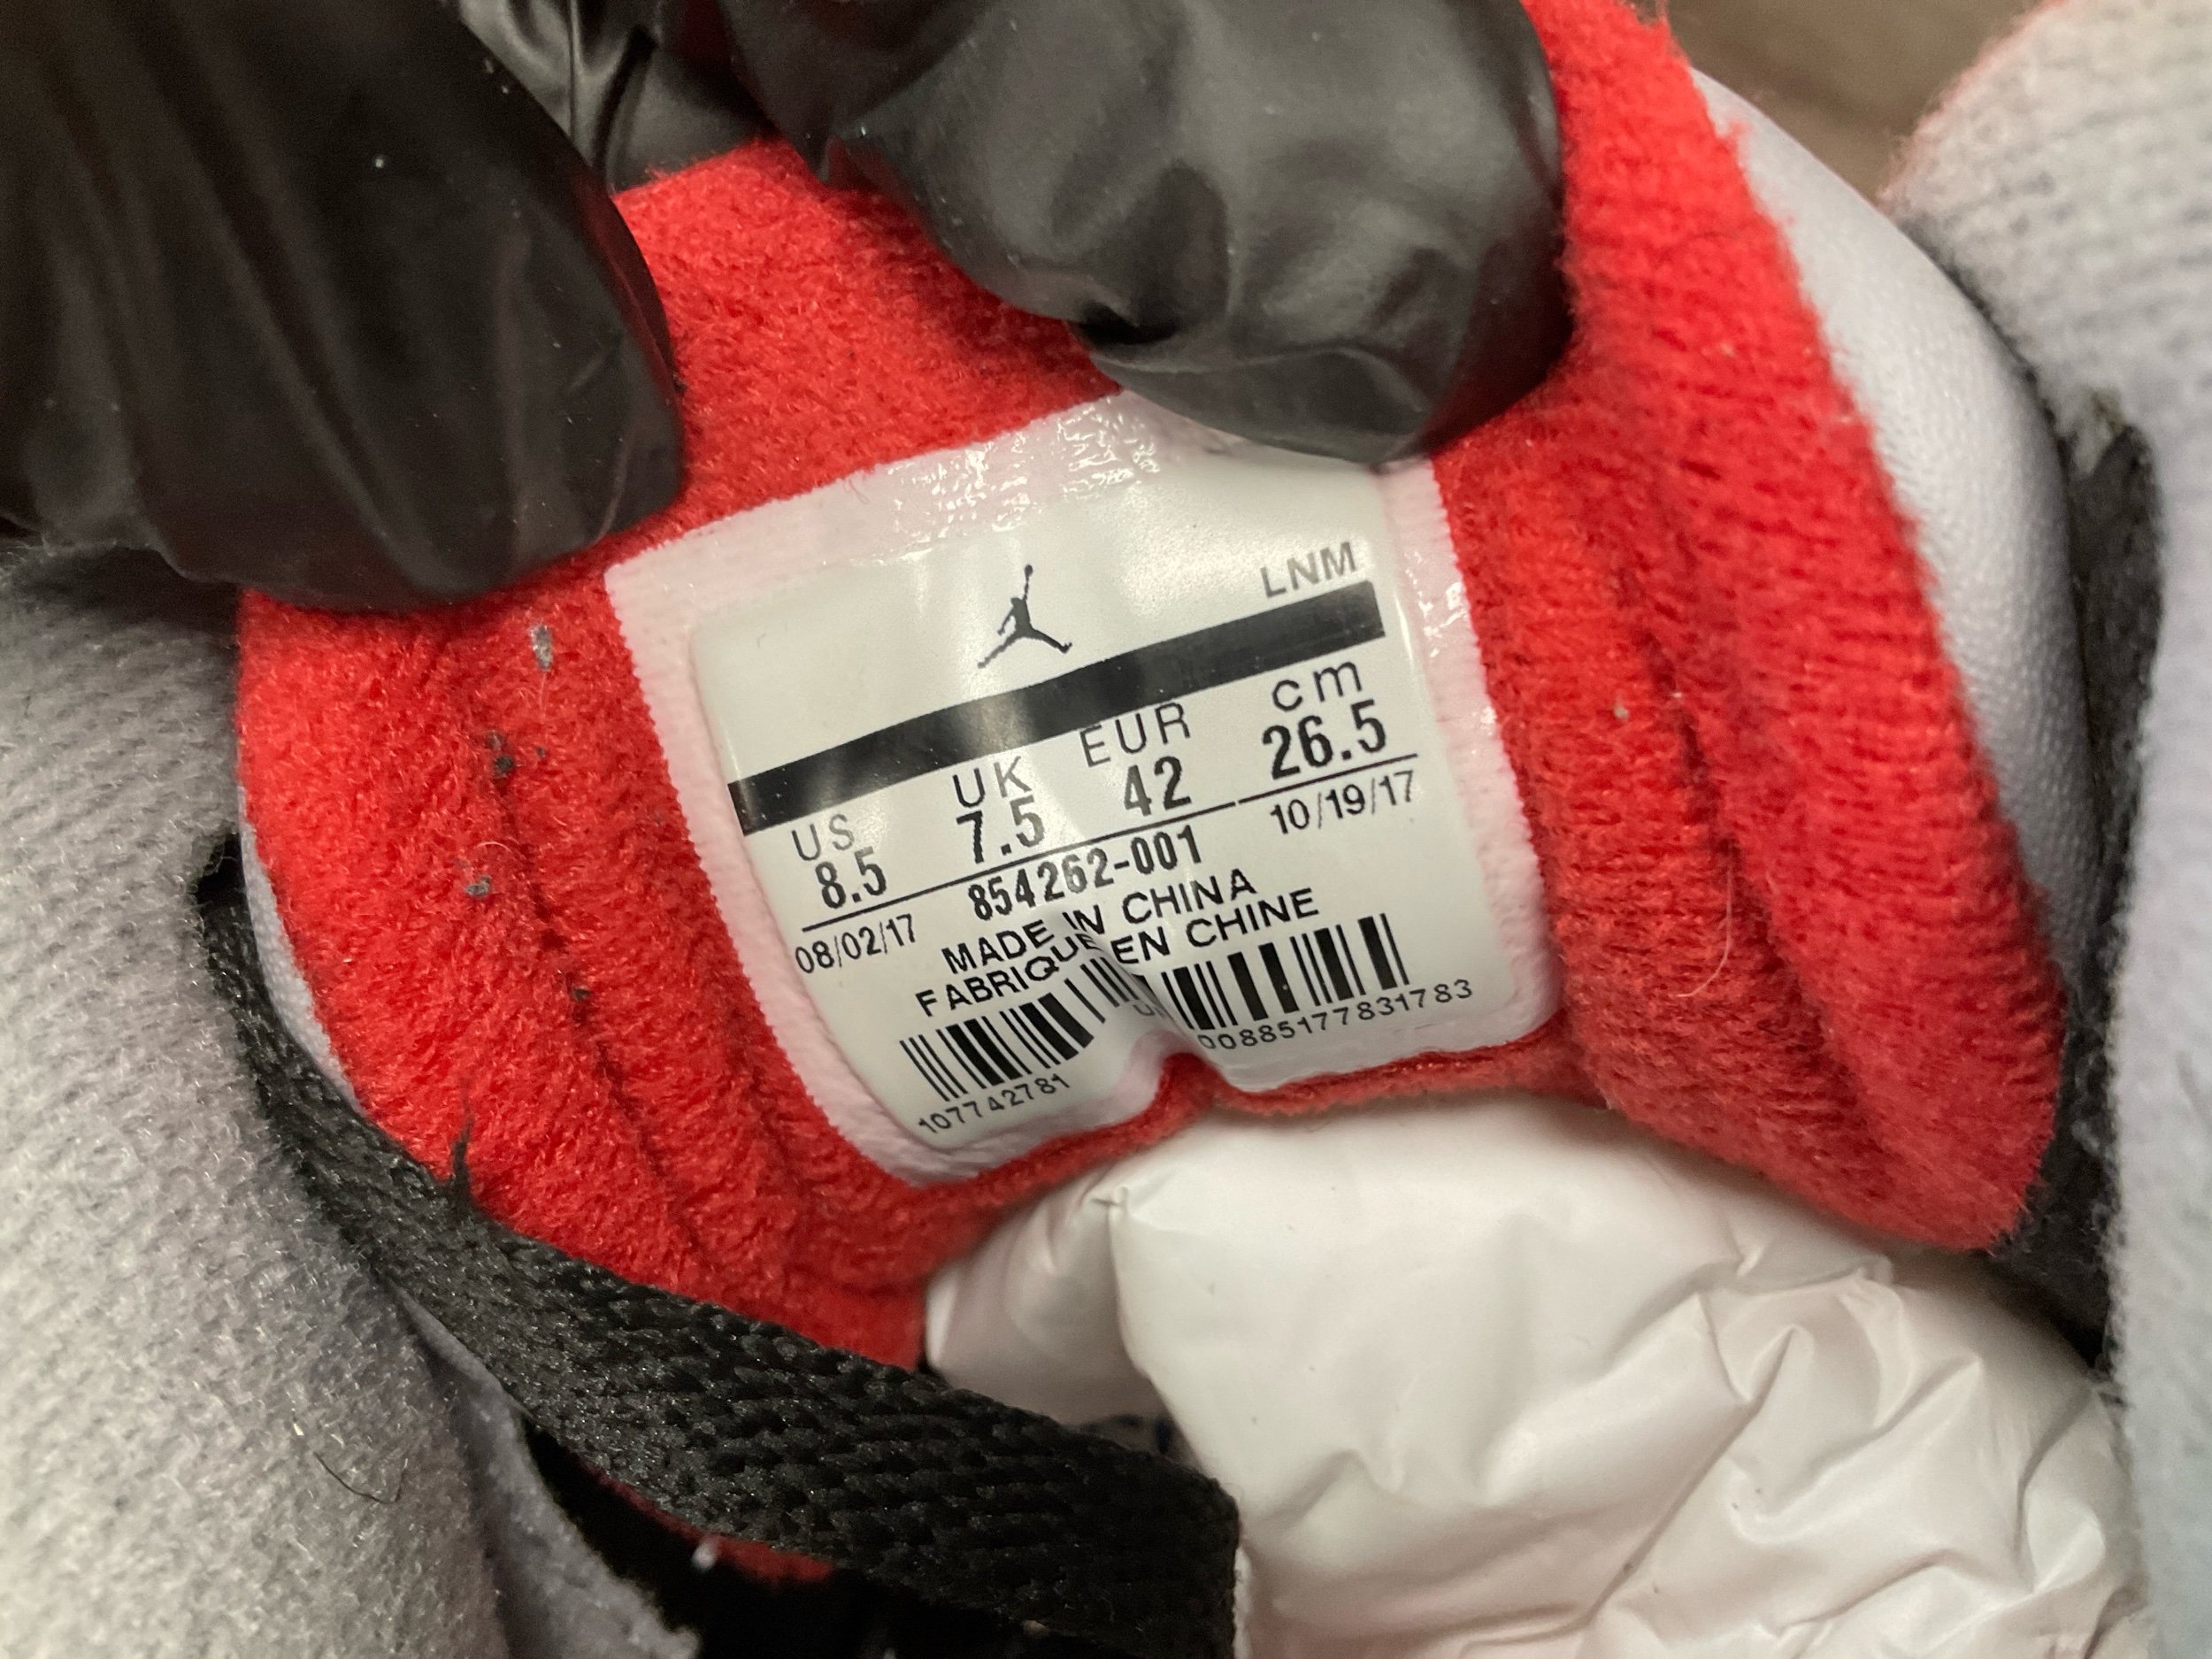 LNM
US UK EUR cm
8.5 7.5 42 26.5
08/02/17 854262-001 10/19/17
MADE IN CHINA
FABRIQUE EN CHINE
107742781 00885177831783